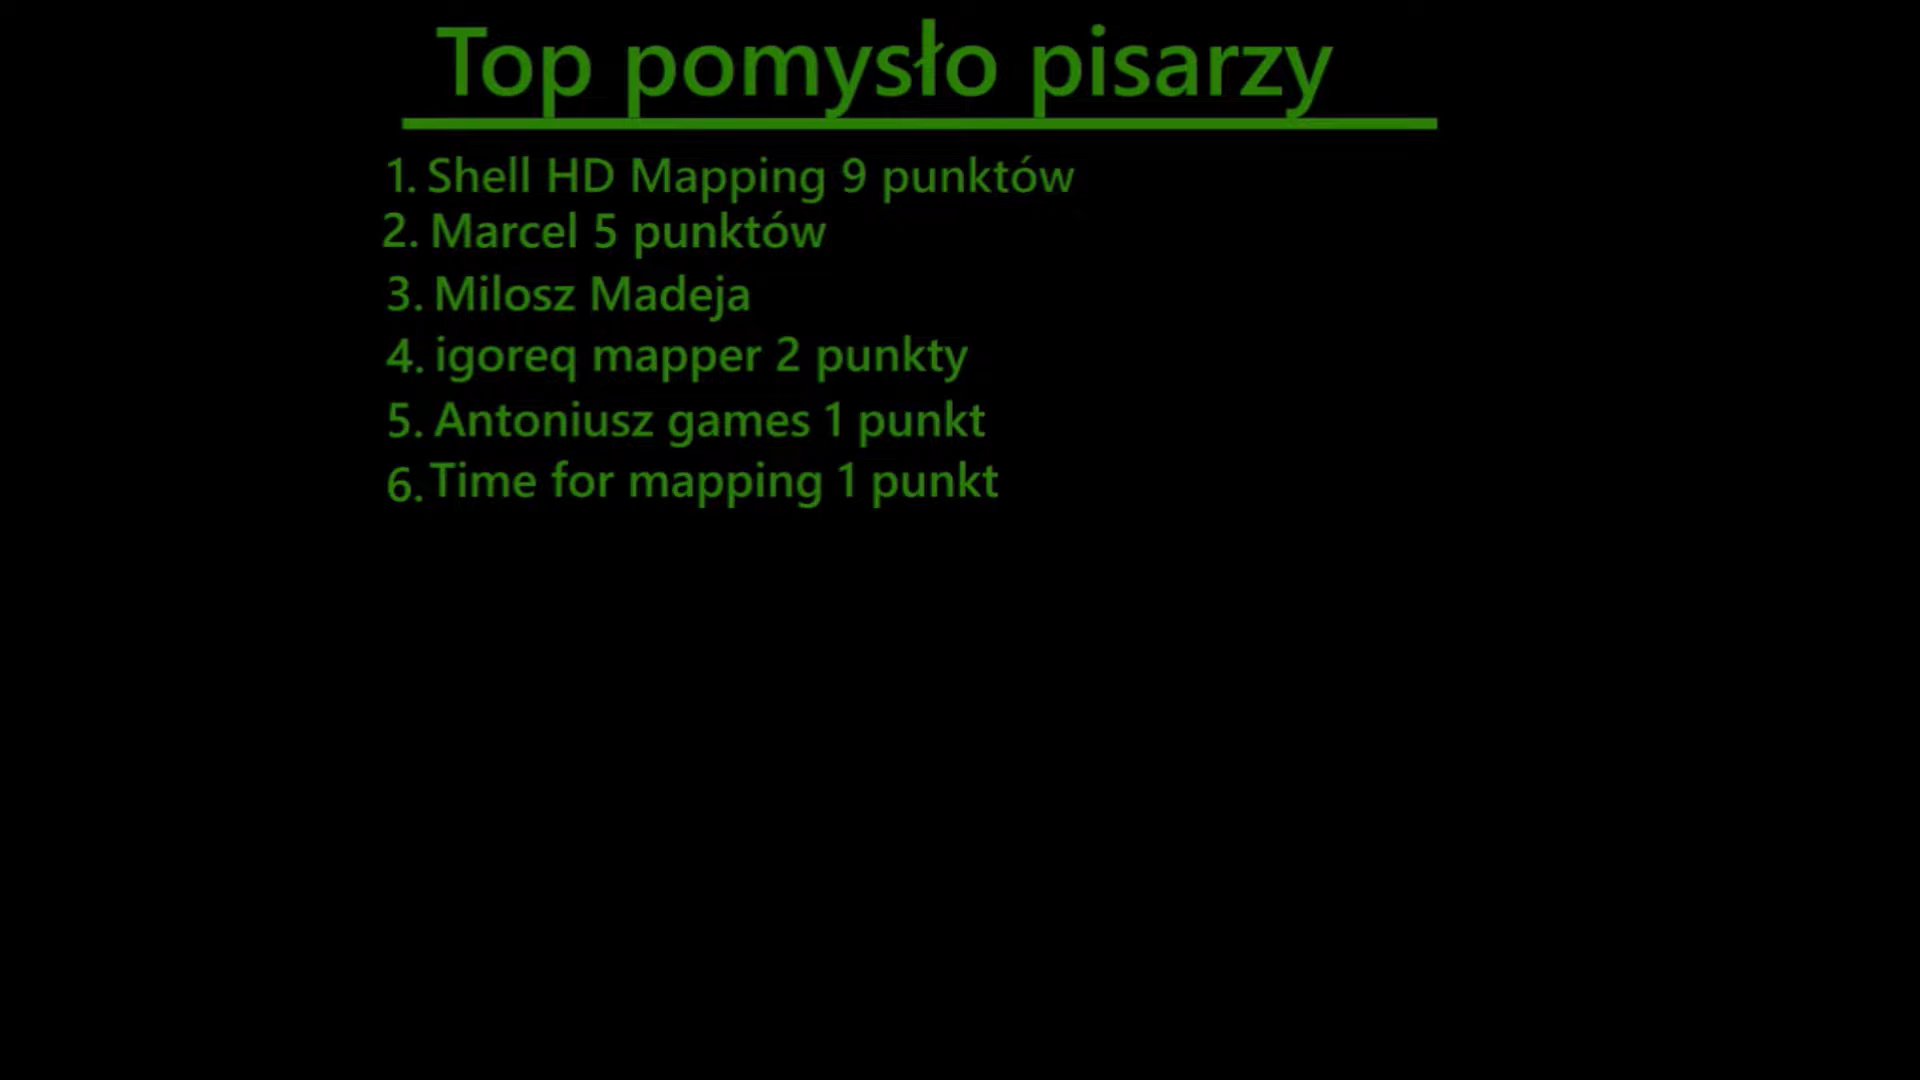 Top pomysło pisarzy
1. Shell HD Mapping 9 punktów
2. Marcel 5 punktów
3. Milosz Madeja
4. igoreq mapper 2 punkty
5. Antoniusz games 1 punkt
6. Time for mapping 1 punkt